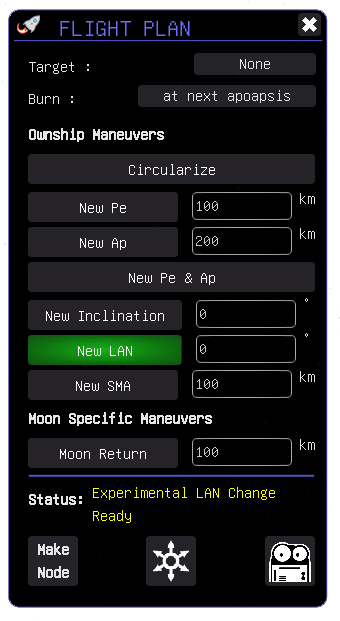 FLIGHT PLAN
Target : None
Burn : at next apoapsis
Ownship Maneuvers
Circularize
New Pe 100 km
New Ap 200 km
New Pe & Ap
New Inclination 0 °
New LAN 0 °
New SMA 100 km
Moon Specific Maneuvers
Moon Return 100 km
Status: Experimental LAN Change
Ready
Make
Node